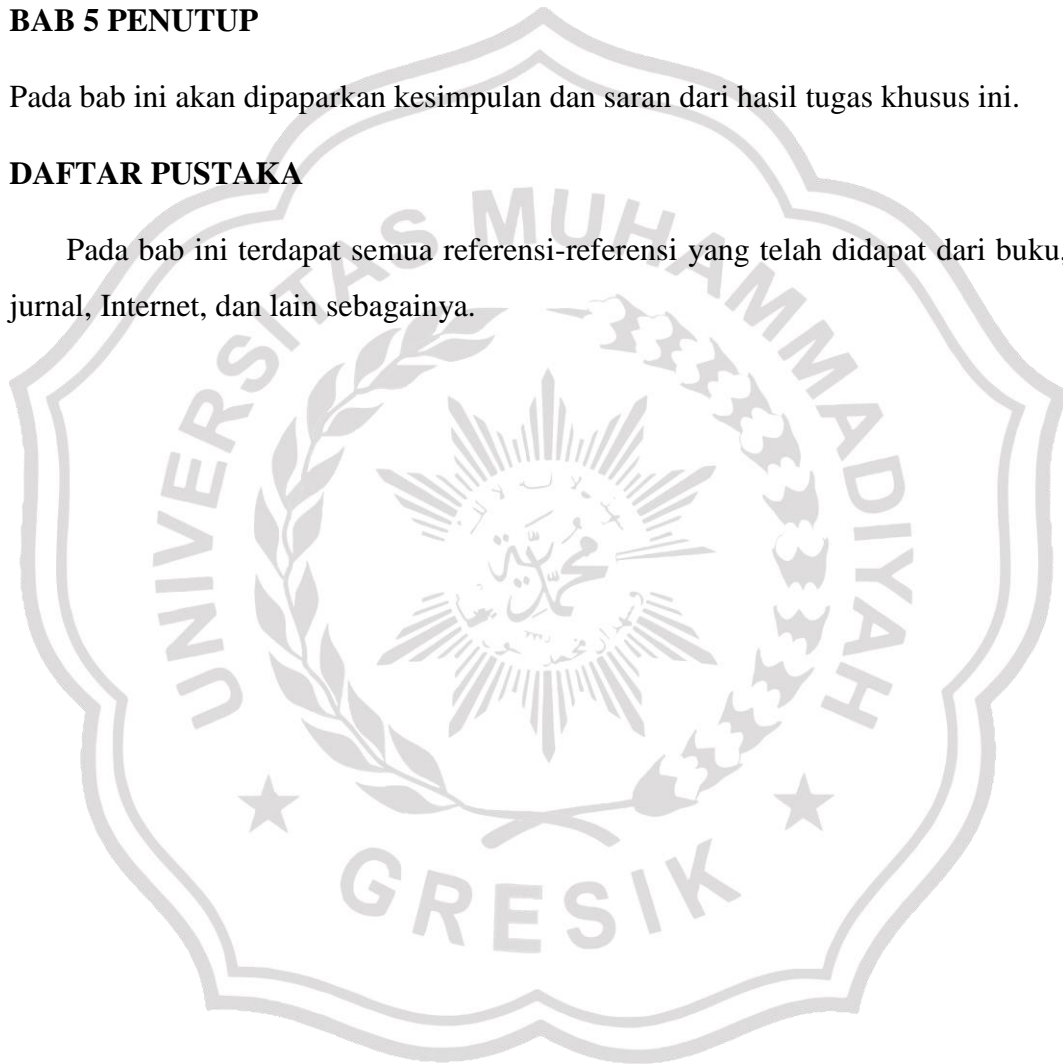 BAB 5 PENUTUP
Pada bab ini akan dipaparkan kesimpulan dan saran dari hasil tugas khusus ini.
DAFTAR PUSTAKA
Pada bab ini terdapat semua referensi-referensi yang telah didapat dari buku,
jurnal, Internet, dan lain sebagainya.
UNIVERSITAS MUHAMMADIYAH
محمدية
GRESIK